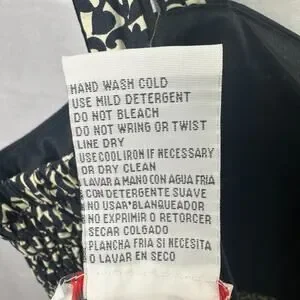 HAND WASH COLD
USE MILD DETERGENT
DO NOT BLEACH
DO NOT WRING OR TWIST
LINE DRY
USE COOL IRON IF NECESSARY
OR DRY CLEAN
LAVAR A MANO CON AGUA FRIA
CON DETERGENTE SUAVE
NO USAR*BLANQUEADOR
NO EXPRIMIR O RETORCER
SECAR COLGADO
PLANCHA FRIA SI NECESITA
O LAVAR EN SECO